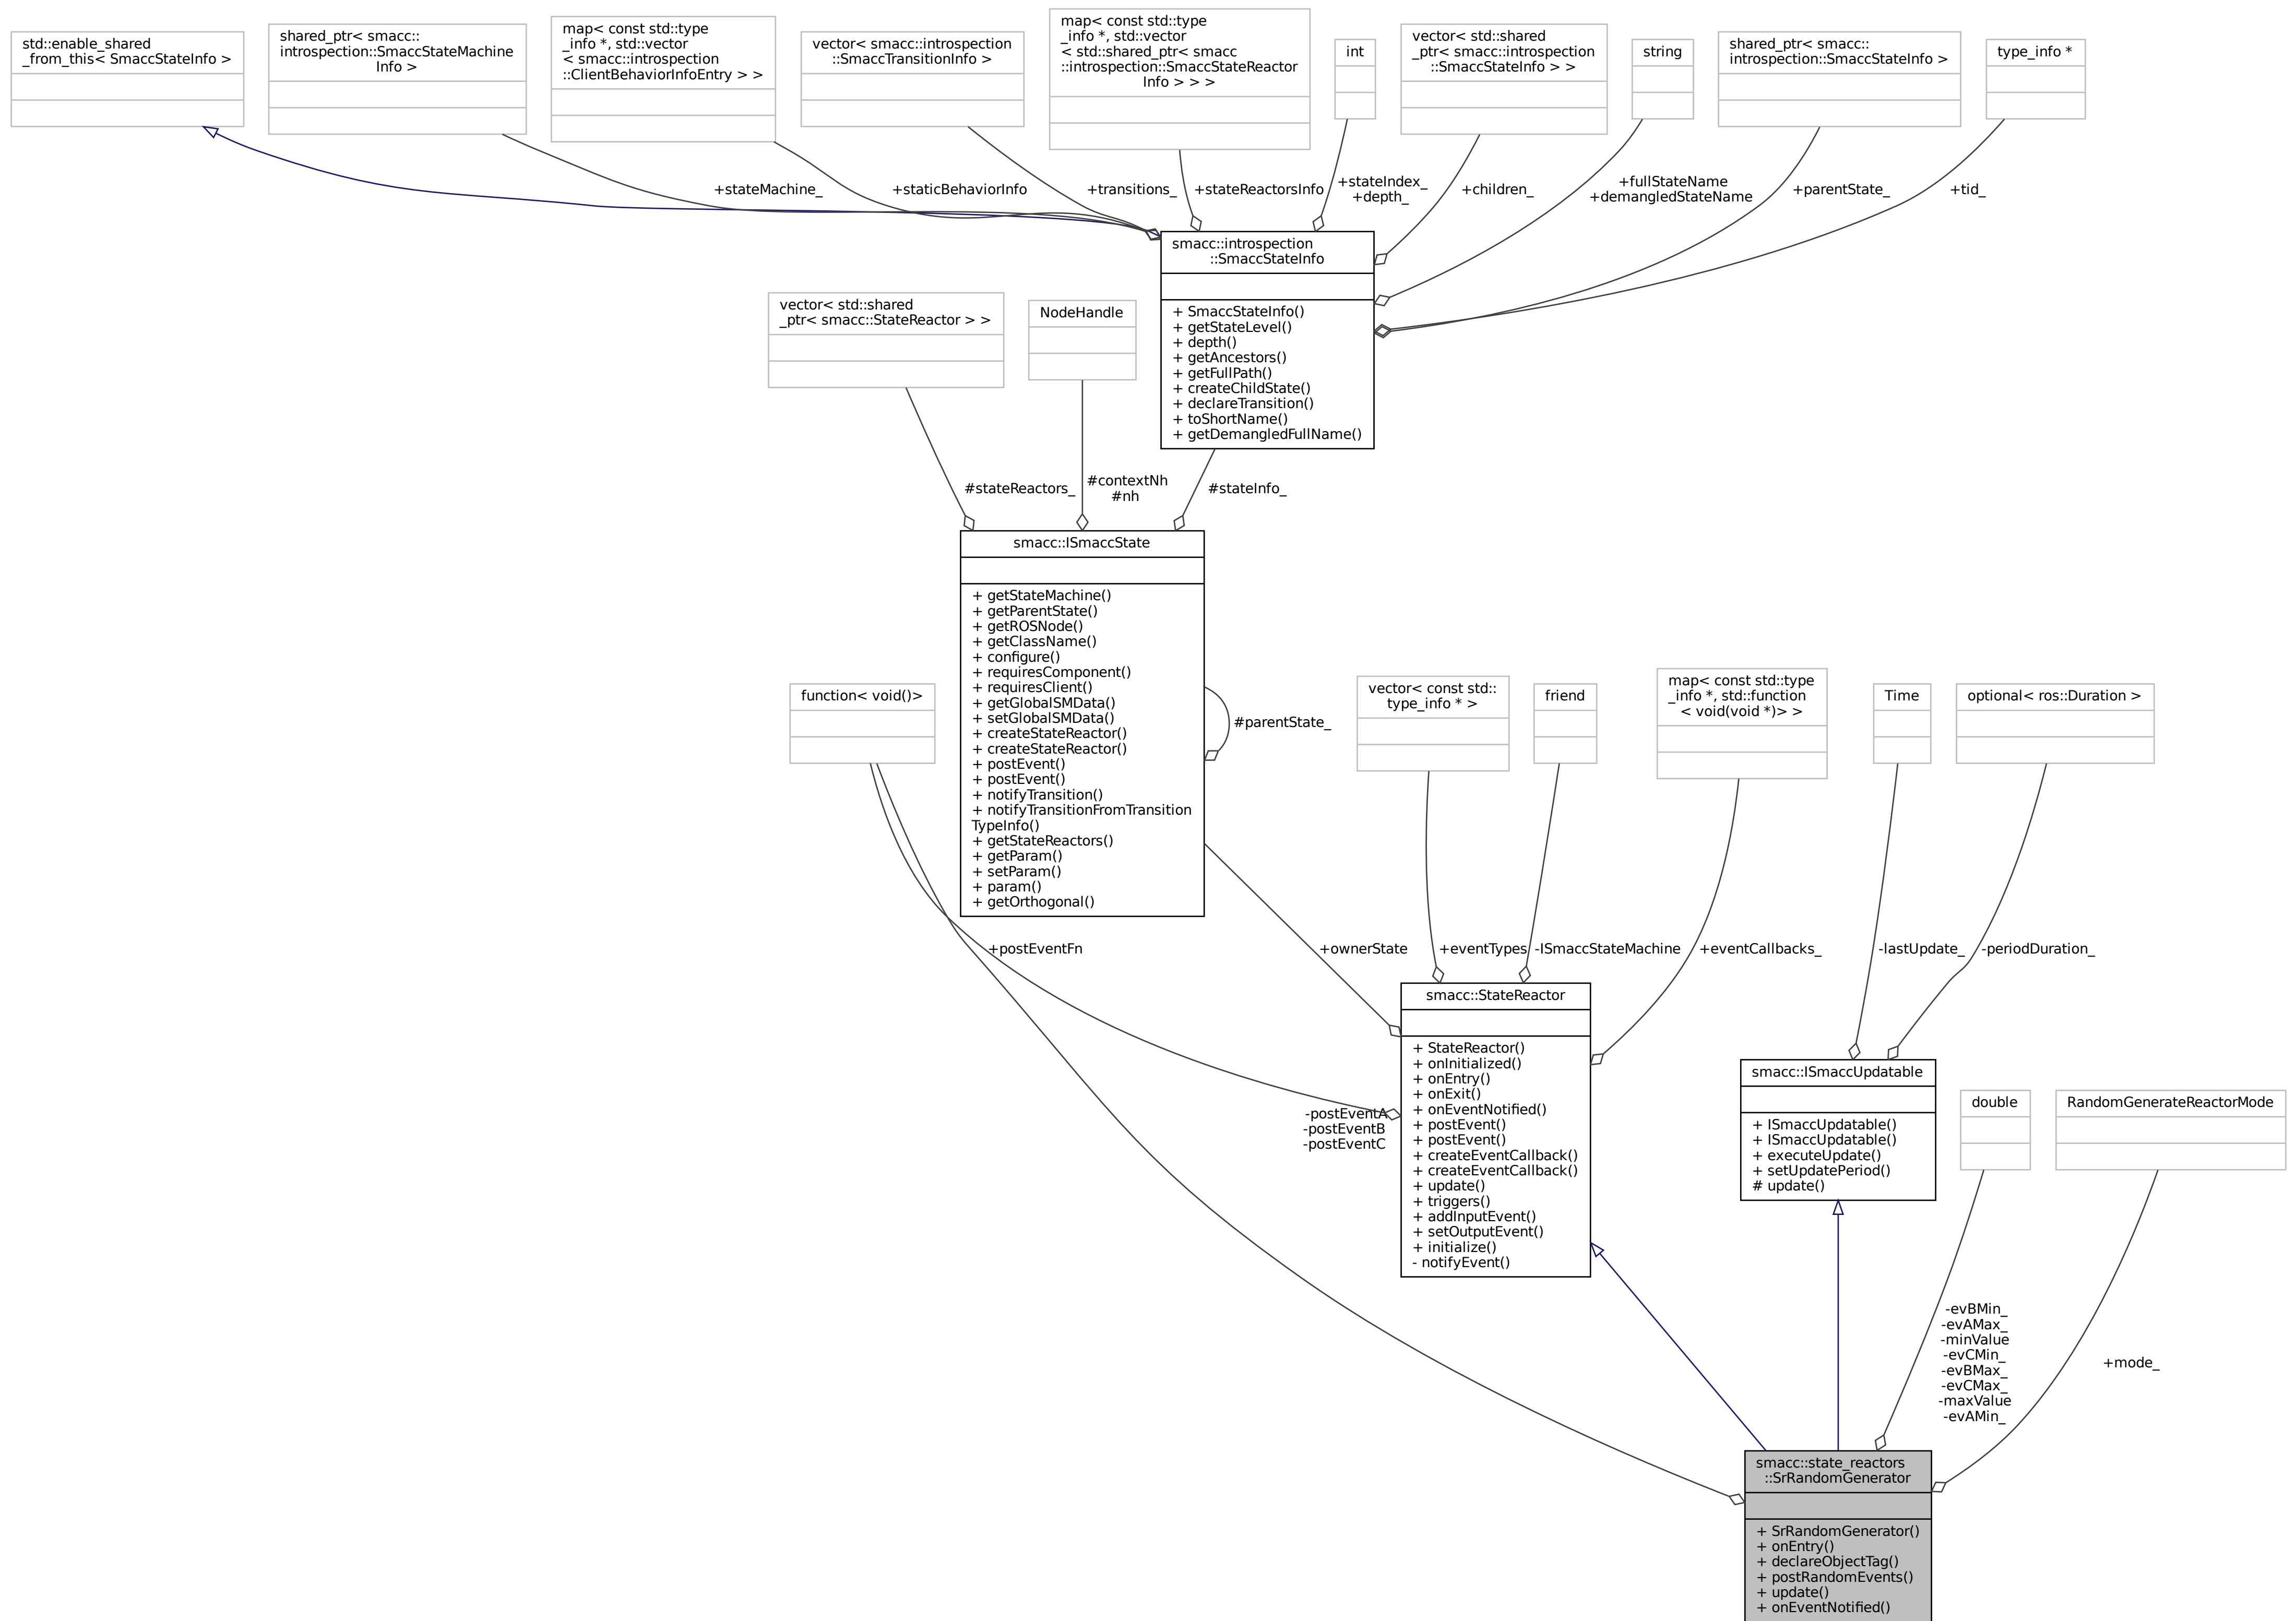 std::enable_shared
_from_this< SmaccStateInfo >
shared_ptr< smacc::
introspection::SmaccStateMachine
Info >
map< const std::type
_info *, std::vector
< smacc::introspection
::ClientBehaviorInfoEntry > >
vector< smacc::introspection
::SmaccTransitionInfo >
map< const std::type
_info *, std::vector
< std::shared_ptr< smacc
::introspection::SmaccStateReactor
Info > > >
int
vector< std::shared
_ptr< smacc::introspection
::SmaccStateInfo > >
string
shared_ptr< smacc::
introspection::SmaccStateInfo >
type_info *
+stateMachine_
+staticBehaviorInfo
+transitions_
+stateReactorsInfo
+stateIndex_
+depth_
+children_
+fullStateName
+demangledStateName
+parentState_
+tid_
smacc::introspection
::SmaccStateInfo
+ SmaccStateInfo()
+ getStateLevel()
+ depth()
+ getAncestors()
+ getFullPath()
+ createChildState()
+ declareTransition()
+ toShortName()
+ getDemangledFullName()
vector< std::shared
_ptr< smacc::StateReactor > >
NodeHandle
#stateReactors_
#contextNh
#nh
#stateInfo_
smacc::ISmaccState
+ getStateMachine()
+ getParentState()
+ getROSNode()
+ getClassName()
+ configure()
+ requiresComponent()
+ requiresClient()
+ getGlobalSMData()
+ setGlobalSMData()
+ createStateReactor()
+ createStateReactor()
+ postEvent()
+ postEvent()
+ notifyTransition()
+ notifyTransitionFromTransition
TypeInfo()
+ getStateReactors()
+ getParam()
+ setParam()
+ param()
+ getOrthogonal()
#parentState_
function< void()>
vector< const std::
type_info * >
friend
map< const std::type
_info *, std::function
< void(void *)> >
Time
optional< ros::Duration >
+postEventFn
+ownerState
+eventTypes
-ISmaccStateMachine
+eventCallbacks_
-lastUpdate_
-periodDuration_
smacc::StateReactor
+ StateReactor()
+ onInitialized()
+ onEntry()
+ onExit()
+ onEventNotified()
+ postEvent()
+ postEvent()
+ createEventCallback()
+ createEventCallback()
+ update()
+ triggers()
+ addInputEvent()
+ setOutputEvent()
+ initialize()
- notifyEvent()
smacc::ISmaccUpdatable
+ ISmaccUpdatable()
+ ISmaccUpdatable()
+ executeUpdate()
+ setUpdatePeriod()
# update()
double
RandomGenerateReactorMode
-postEventA
-postEventB
-postEventC
-evBMin_
-evAMax_
-minValue
-evCMin_
-evBMax_
-evCMax_
-maxValue
-evAMin_
+mode_
smacc::state_reactors
::SrRandomGenerator
+ SrRandomGenerator()
+ onEntry()
+ declareObjectTag()
+ postRandomEvents()
+ update()
+ onEventNotified()